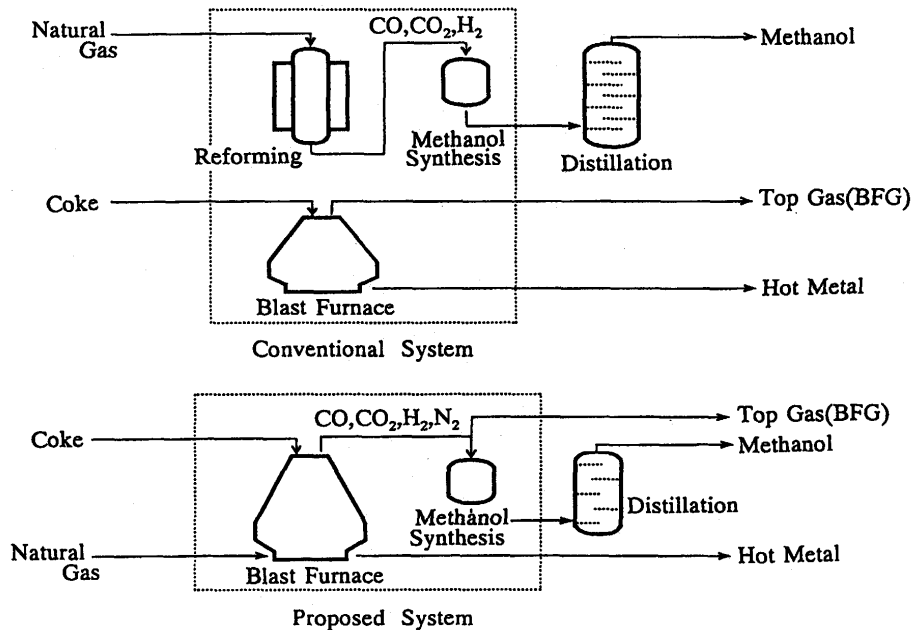 Natural
Gas
CO,CO2,H2
Methanol
Reforming
Methanol
Synthesis
Distillation
Coke
Top Gas(BFG)
Blast Furnace
Hot Metal
Conventional System
CO,CO2,H2,N2
Top Gas(BFG)
Coke
Methanol
Methanol
Synthesis
Distillation
Natural
Gas
Blast Furnace
Hot Metal
Proposed System